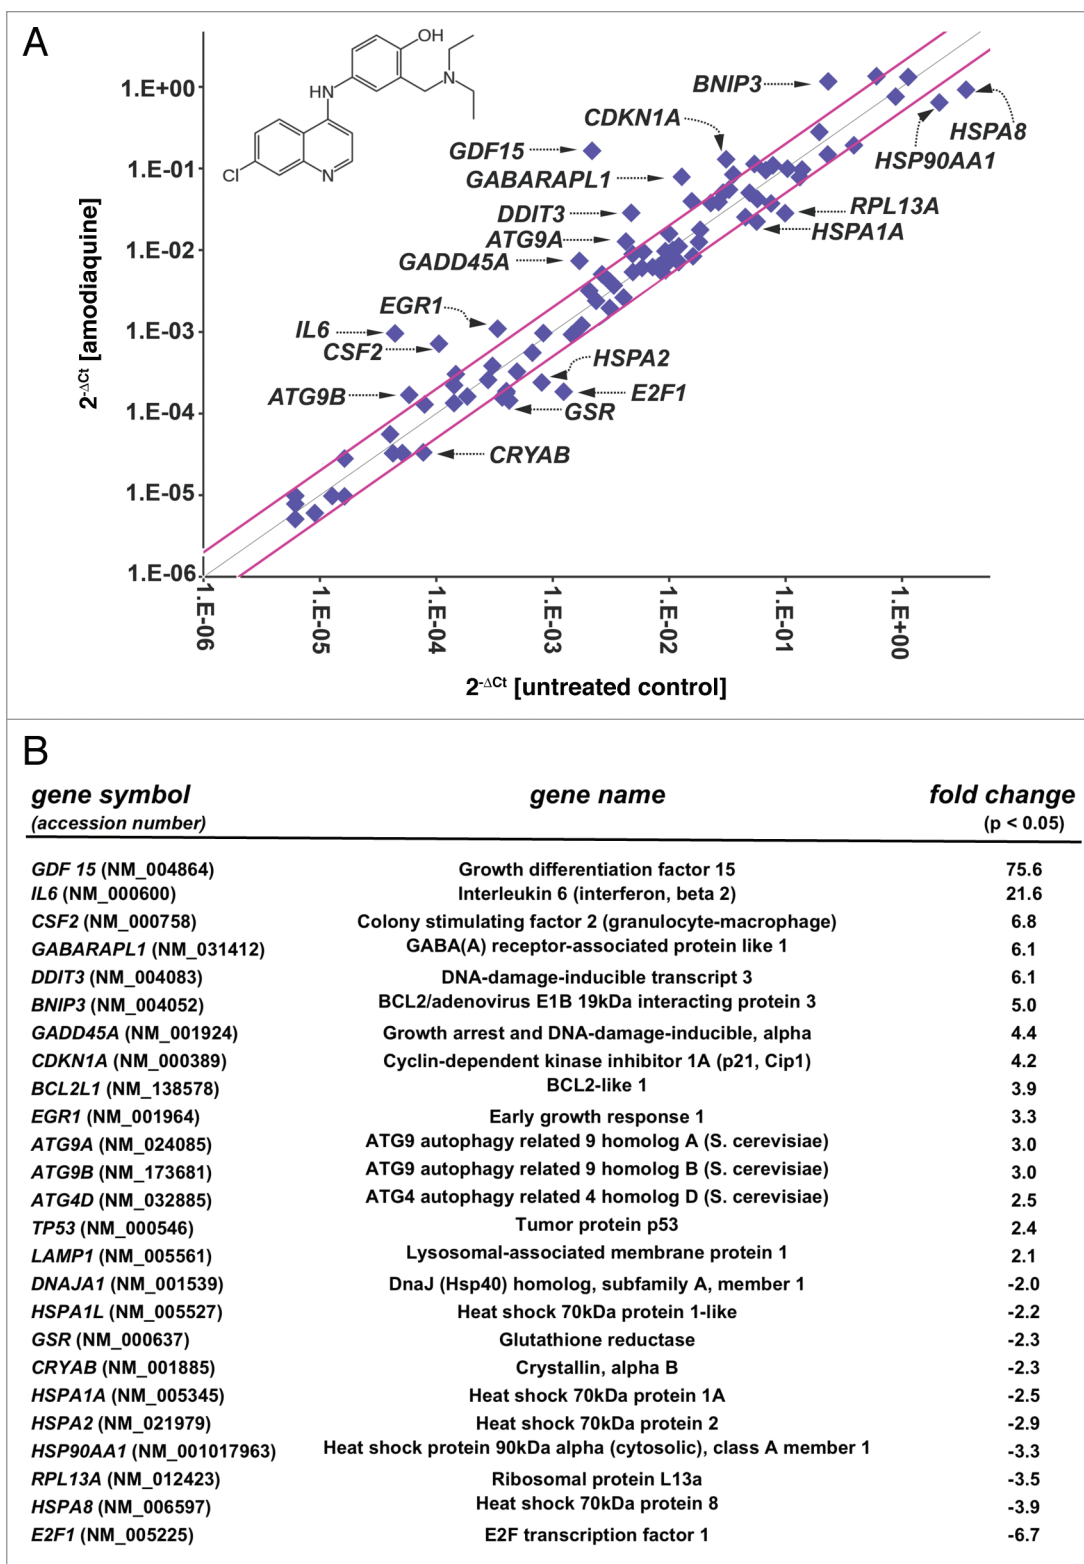 A
OH
N
HN
Cl
N
2-ΔCt [amodiaquine]
1.E+00
1.E-01
1.E-02
1.E-03
1.E-04
1.E-05
1.E-06
BNIP3
CDKN1A
GDF15
GABARAPL1
DDIT3
ATG9A
GADD45A
EGR1
IL6
CSF2
ATG9B
HSPA8
HSP90AA1
RPL13A
HSPA1A
HSPA2
E2F1
GSR
CRYAB
1.E-06
1.E-05
1.E-04
1.E-03
1.E-02
1.E-01
1.E+00
2-ΔCt [untreated control]
B
gene symbol gene name fold change
(accession number) (p < 0.05)
GDF 15 (NM_004864) Growth differentiation factor 15 75.6
IL6 (NM_000600) Interleukin 6 (interferon, beta 2) 21.6
CSF2 (NM_000758) Colony stimulating factor 2 (granulocyte-macrophage) 6.8
GABARAPL1 (NM_031412) GABA(A) receptor-associated protein like 1 6.1
DDIT3 (NM_004083) DNA-damage-inducible transcript 3 6.1
BNIP3 (NM_004052) BCL2/adenovirus E1B 19kDa interacting protein 3 5.0
GADD45A (NM_001924) Growth arrest and DNA-damage-inducible, alpha 4.4
CDKN1A (NM_000389) Cyclin-dependent kinase inhibitor 1A (p21, Cip1) 4.2
BCL2L1 (NM_138578) BCL2-like 1 3.9
EGR1 (NM_001964) Early growth response 1 3.3
ATG9A (NM_024085) ATG9 autophagy related 9 homolog A (S. cerevisiae) 3.0
ATG9B (NM_173681) ATG9 autophagy related 9 homolog B (S. cerevisiae) 3.0
ATG4D (NM_032885) ATG4 autophagy related 4 homolog D (S. cerevisiae) 2.5
TP53 (NM_000546) Tumor protein p53 2.4
LAMP1 (NM_005561) Lysosomal-associated membrane protein 1 2.1
DNAJA1 (NM_001539) DnaJ (Hsp40) homolog, subfamily A, member 1 -2.0
HSPA1L (NM_005527) Heat shock 70kDa protein 1-like -2.2
GSR (NM_000637) Glutathione reductase -2.3
CRYAB (NM_001885) Crystallin, alpha B -2.3
HSPA1A (NM_005345) Heat shock 70kDa protein 1A -2.5
HSPA2 (NM_021979) Heat shock 70kDa protein 2 -2.9
HSP90AA1 (NM_001017963) Heat shock protein 90kDa alpha (cytosolic), class A member 1 -3.3
RPL13A (NM_012423) Ribosomal protein L13a -3.5
HSPA8 (NM_006597) Heat shock 70kDa protein 8 -3.9
E2F1 (NM_005225) E2F transcription factor 1 -6.7